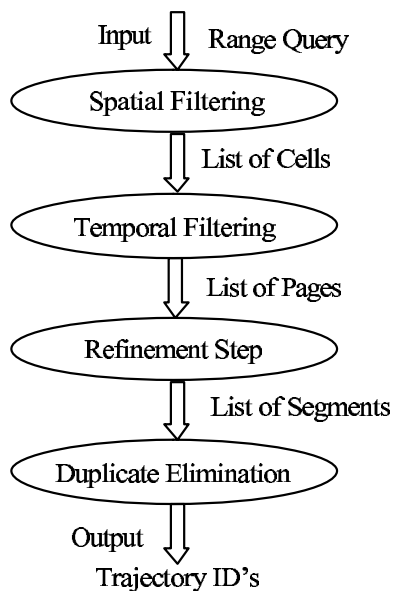 Input Range Query
Spatial Filtering
List of Cells
Temporal Filtering
List of Pages
Refinement Step
List of Segments
Duplicate Elimination
Output
Trajectory ID's